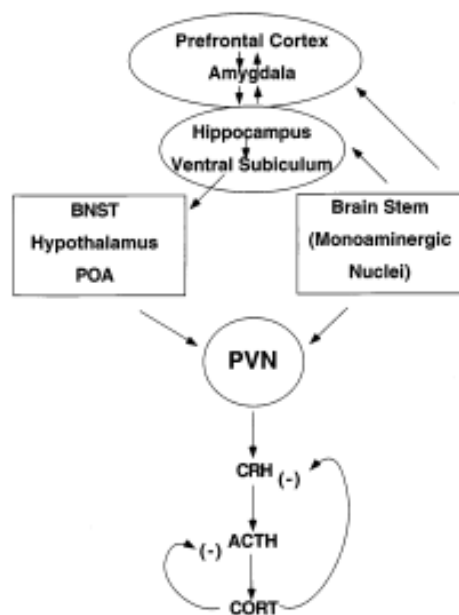 Prefrontal Cortex
Amygdala
Hippocampus
Ventral Subiculum
BNST
Hypothalamus
POA
Brain Stem
(Monoaminergic
Nuclei)
PVN
CRH (-)
(-) ACTH
CORT